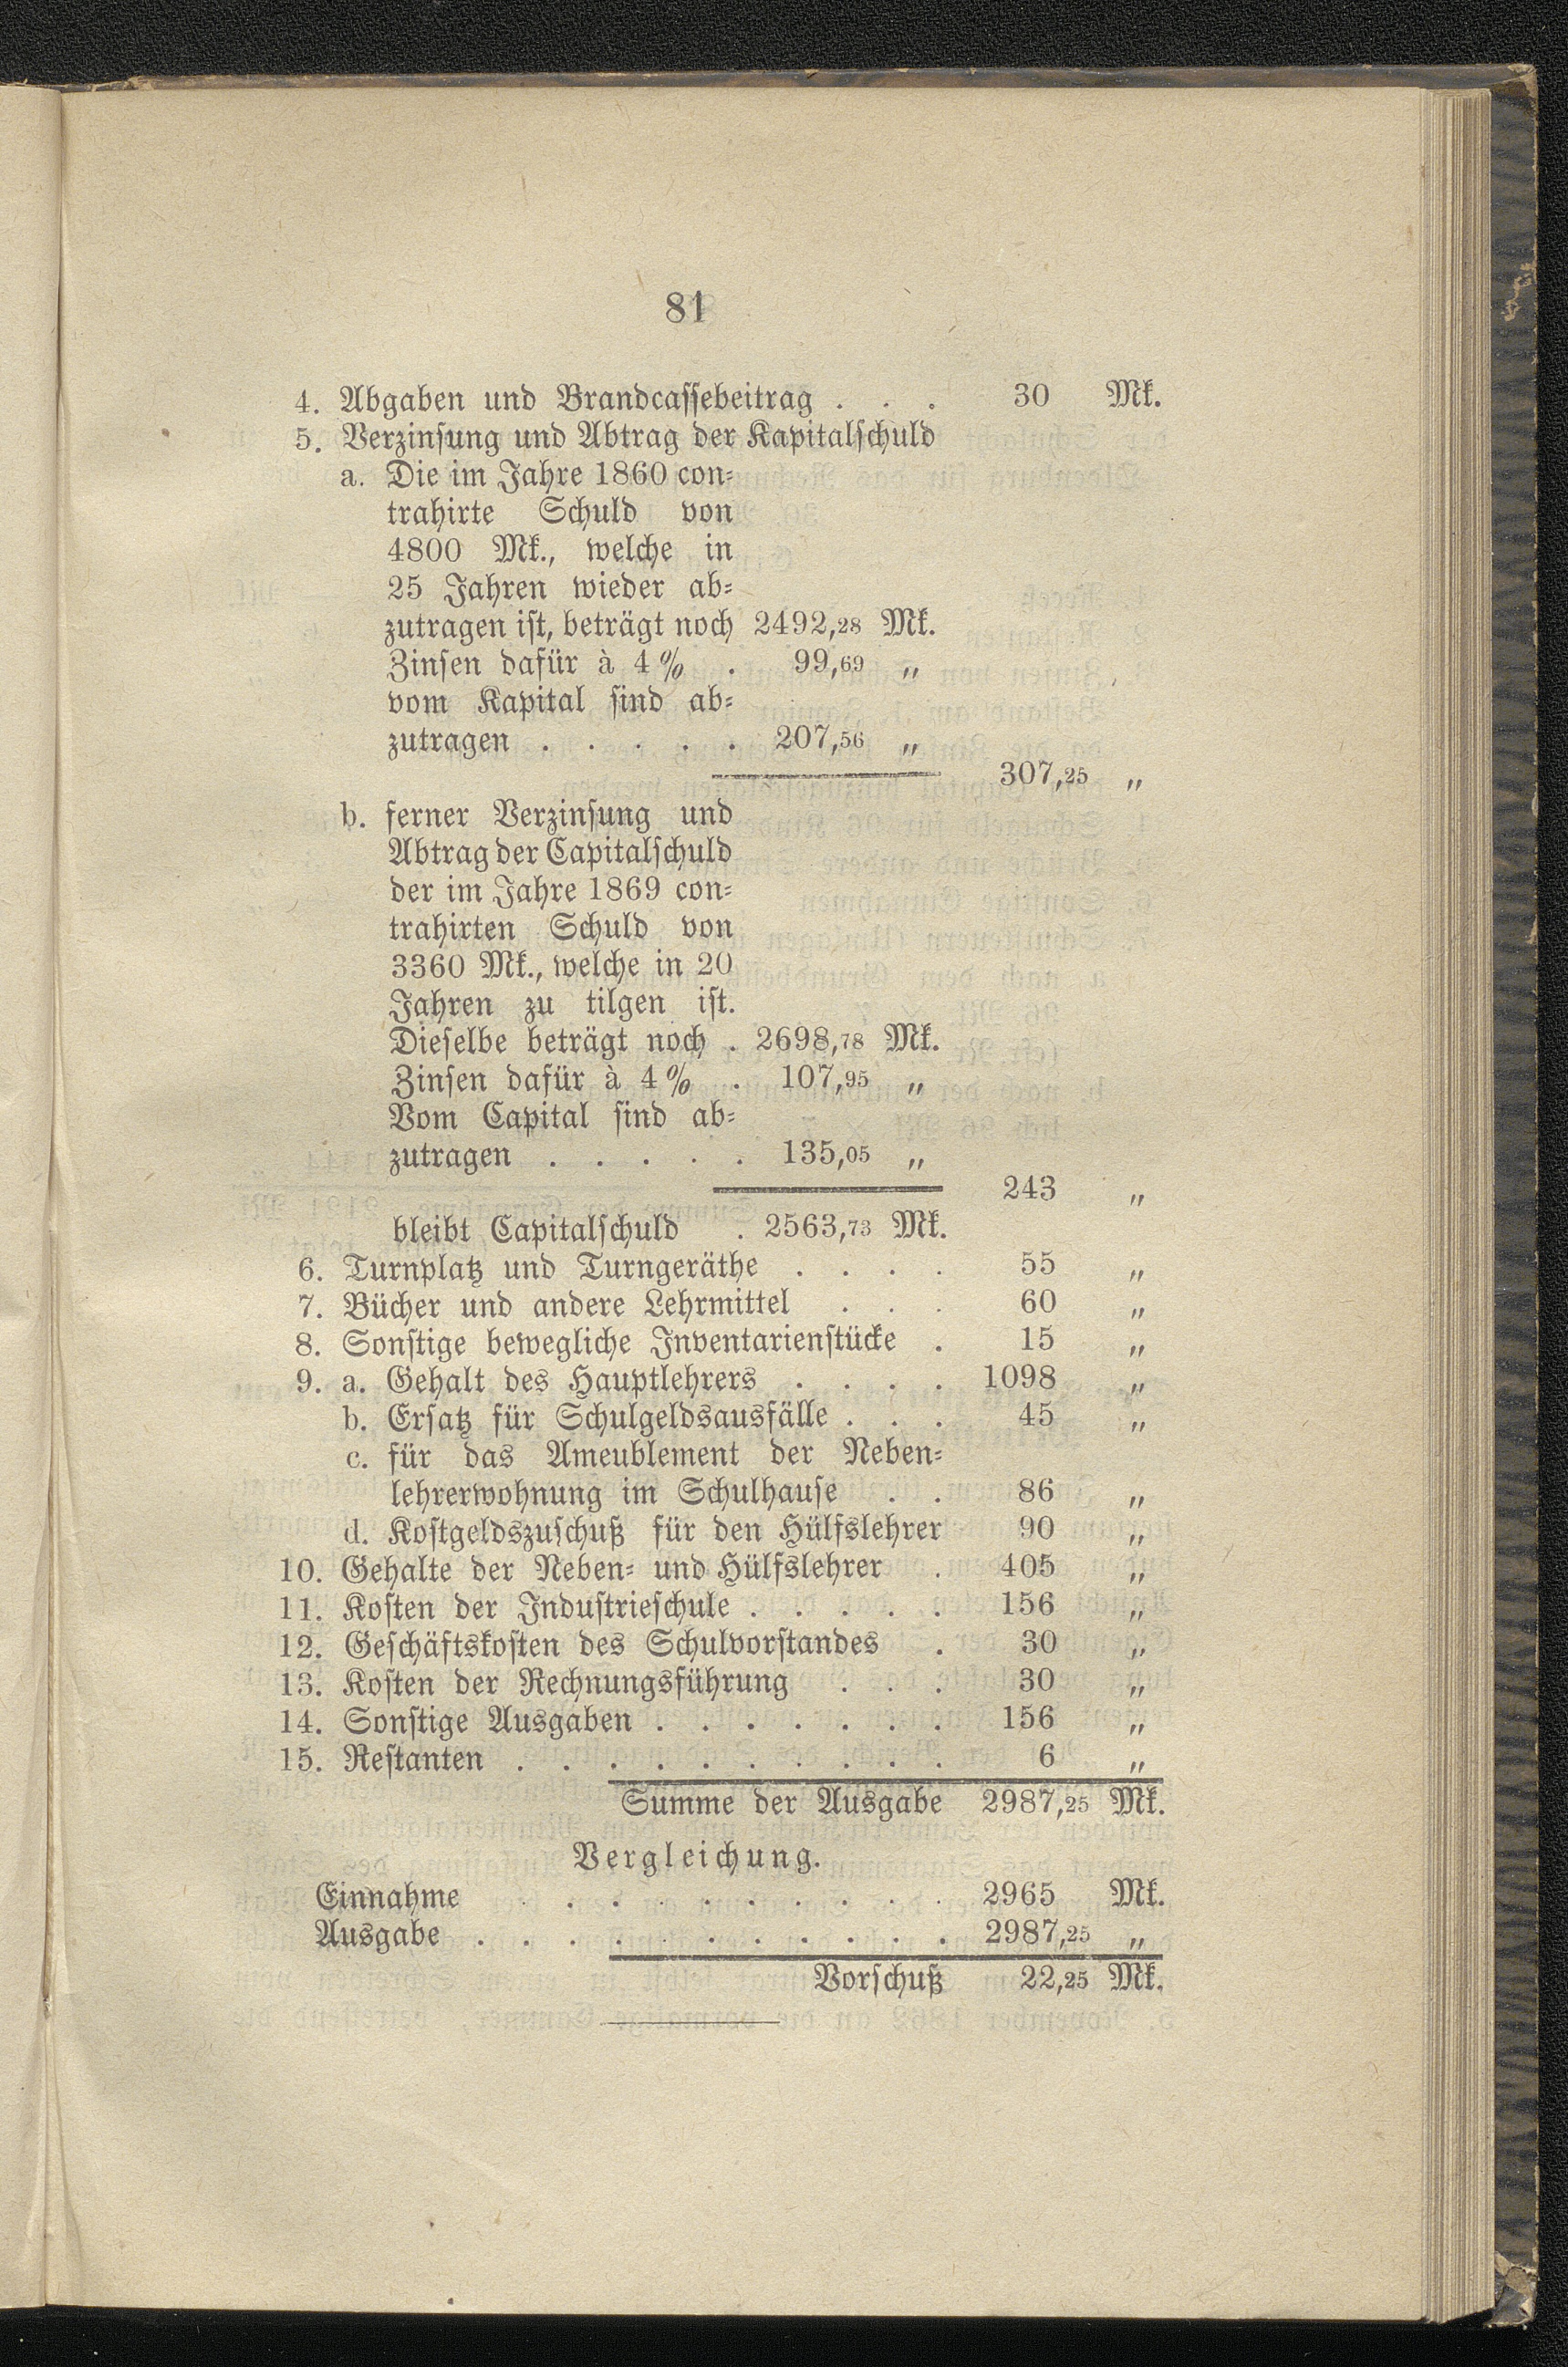 81
4. Abgaben und Brandcassebeitrag . . . 30 Mk.
5. Verzinsung und Abtrag der Kapitalschuld
a. Die im Jahre 1860 con=
trahirte Schuld von
4800 Mk., welche in
25 Jahren wieder ab=
zutragen ist, beträgt noch 2492,28 Mk.
Zinsen dafür à 4 % . 99,69 „
vom Kapital sind ab=
zutragen . . . . . 207,56 „
307,25 „
b. ferner Verzinsung und
Abtrag der Capitalschuld
der im Jahre 1869 con=
trahirten Schuld von
3360 Mk., welche in 20
Jahren zu tilgen ist.
Dieselbe beträgt noch . 2698,78 Mk.
Zinsen dafür à 4 % . 107,95 „
Vom Capital sind ab=
zutragen . . . . . 135,05 „
243 „
bleibt Capitalschuld . 2563,73 Mk.
6. Turnplatz und Turngeräthe . . . . 55 „
7. Bücher und andere Lehrmittel . . . 60 „
8. Sonstige bewegliche Inventarienstücke . 15 „
9. a. Gehalt des Hauptlehrers . . . . 1098 „
b. Ersatz für Schulgeldsausfälle . . . 45 „
c. für das Ameublement der Neben=
lehrerwohnung im Schulhause . . 86 „
d. Kostgeldszuschuß für den Hülfslehrer 90 „
10. Gehalte der Neben= und Hülfslehrer . 405 „
11. Kosten der Industrieschule . . . . . 156 „
12. Geschäftskosten des Schulvorstandes . 30 „
13. Kosten der Rechnungsführung . . . 30 „
14. Sonstige Ausgaben . . . . . . . 156 „
15. Restanten . . . . . . . . . . 6 „
Summe der Ausgabe 2987,25 Mk.
Vergleichung.
Einnahme . . . . . . . . . . 2965 Mk.
Ausgabe . . . . . . . . . . . 2987,25 „
Vorschuß 22,25 Mk.